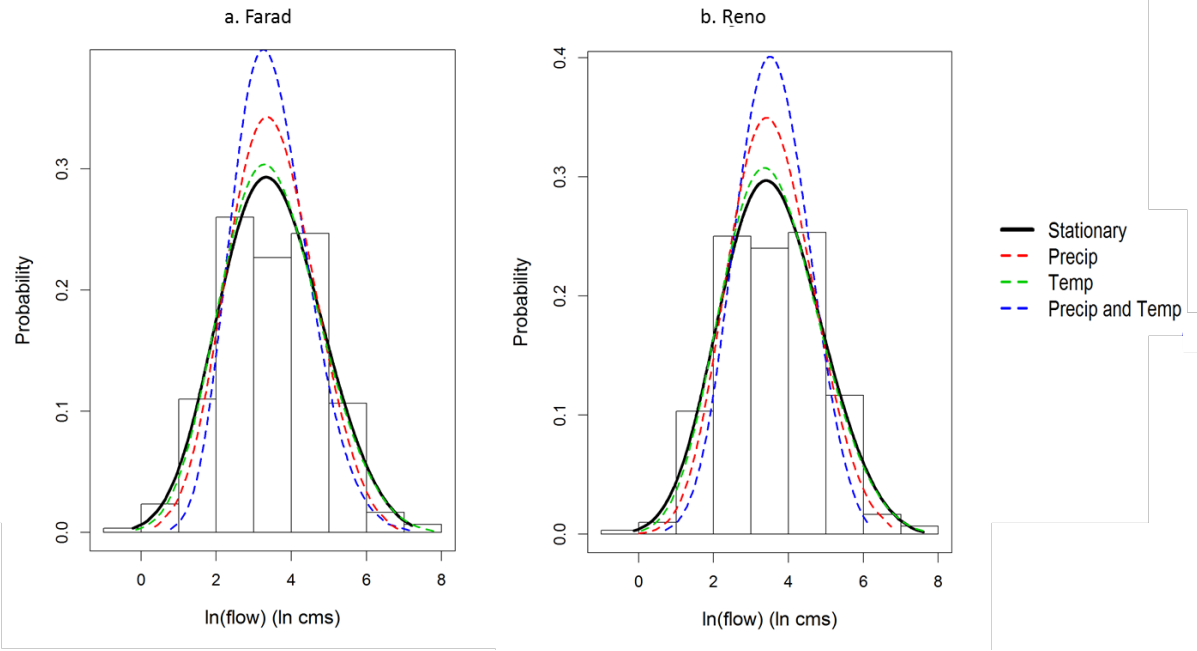 a. Farad
b. Reno
Probability
0.0
0.1
0.2
0.3
0
2
4
6
8
ln(flow) (ln cms)
Probability
0.0
0.1
0.2
0.3
0.4
0
2
4
6
8
ln(flow) (ln cms)
Stationary
Precip
Temp
Precip and Temp